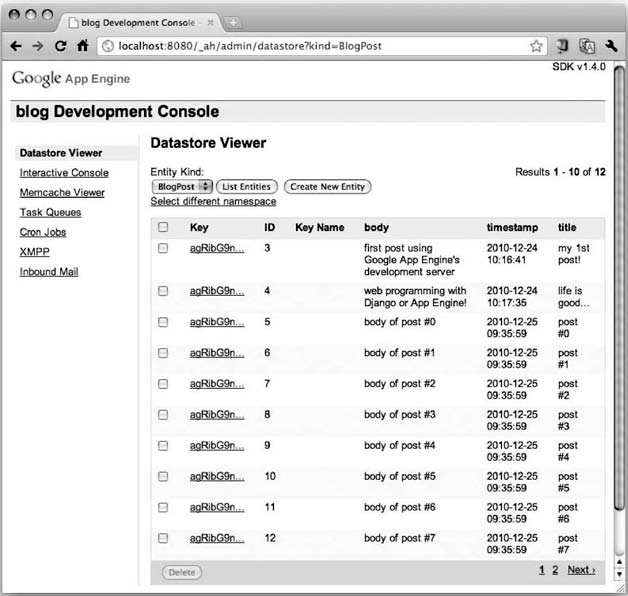 blog Development Console –
localhost:8080/_ah/admin/datastore?kind=BlogPost
SDK v1.4.0
Google App Engine
blog Development Console
Datastore Viewer
Interactive Console
Memcache Viewer
Task Queues
Cron Jobs
XMPP
Inbound Mail
Datastore Viewer
Entity Kind:
Results 1 - 10 of 12
BlogPost List Entities Create New Entity
Select different namespace
Key ID Key Name body timestamp title
agRibG9n... 3 first post using 2010-12-24 my 1st
Google App Engine's 10:16:41 post!
development server
agRibG9n... 4 web programming with 2010-12-24 life is
Django or App Engine! 10:17:35 good...
agRibG9n... 5 body of post #0 2010-12-25 post
09:35:59 #0
agRibG9n... 6 body of post #1 2010-12-25 post
09:35:59 #1
agRibG9n... 7 body of post #2 2010-12-25 post
09:35:59 #2
agRibG9n... 8 body of post #3 2010-12-25 post
09:35:59 #3
agRibG9n... 9 body of post #4 2010-12-25 post
09:35:59 #4
agRibG9n... 10 body of post #5 2010-12-25 post
09:35:59 #5
agRibG9n... 11 body of post #6 2010-12-25 post
09:35:59 #6
agRibG9n... 12 body of post #7 2010-12-25 post
09:35:59 #7
Delete 1 2 Next ›